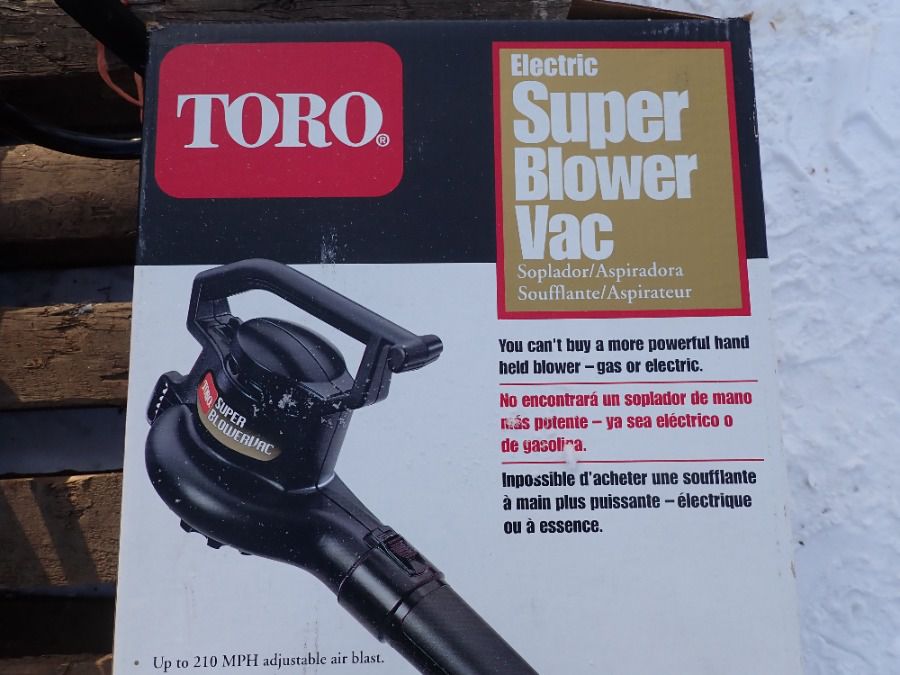 TORO®
Electric
Super
Blower
Vac
Soplador/Aspiradora
Soufflante/Aspirateur
You can't buy a more powerful hand
held blower – gas or electric.
No encontrará un soplador de mano
más potente – ya sea eléctrico o
de gasolina.
Inpossible d'acheter une soufflante
à main plus puissante – électrique
ou à essence.
TORO
SUPER
BLOWERVAC
• Up to 210 MPH adjustable air blast.